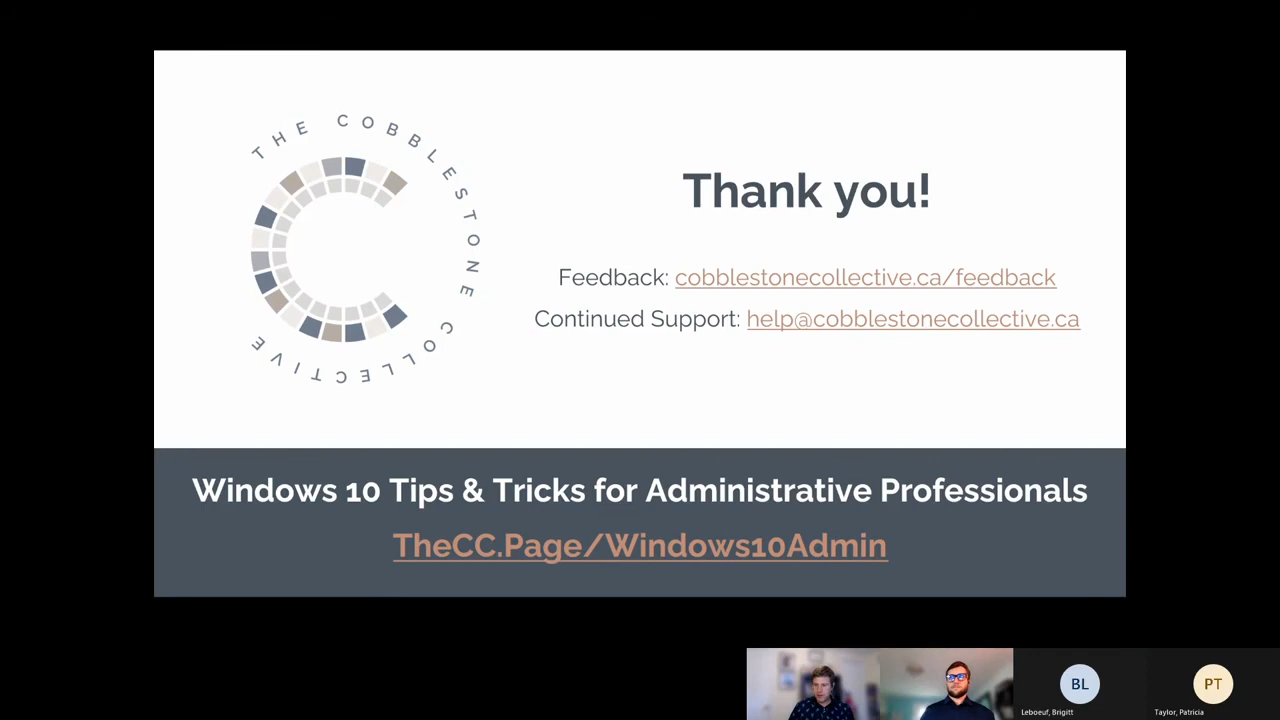 THE COBBLESTONE COLLECTIVE
Thank you!
Feedback: cobblestonecollective.ca/feedback
Continued Support: help@cobblestonecollective.ca
Windows 10 Tips & Tricks for Administrative Professionals
TheCC.Page/Windows10Admin
BL
PT
Leboeuf, Brigitt
Taylor, Patricia